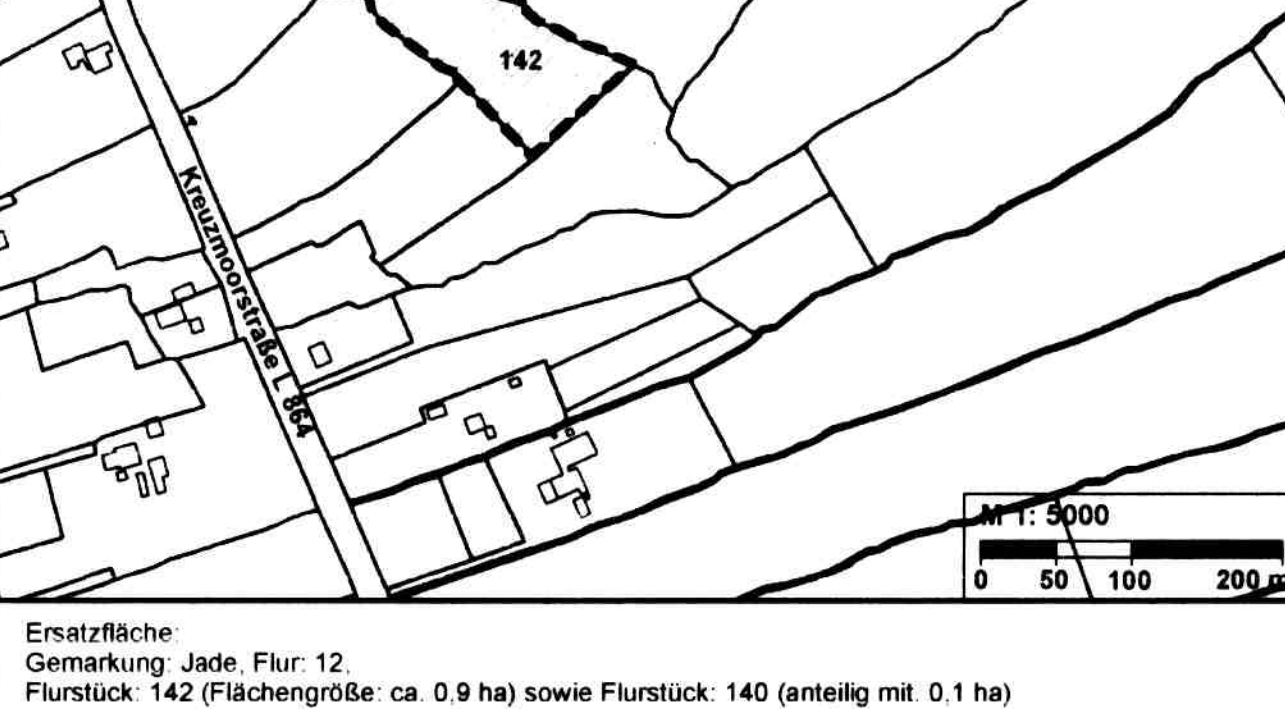 142
Kreuzmoorstraße L 864
M 1: 5000
0 50 100 200 m
Ersatzfläche:
Gemarkung: Jade, Flur: 12,
Flurstück: 142 (Flächengröße: ca. 0,9 ha) sowie Flurstück: 140 (anteilig mit. 0,1 ha)